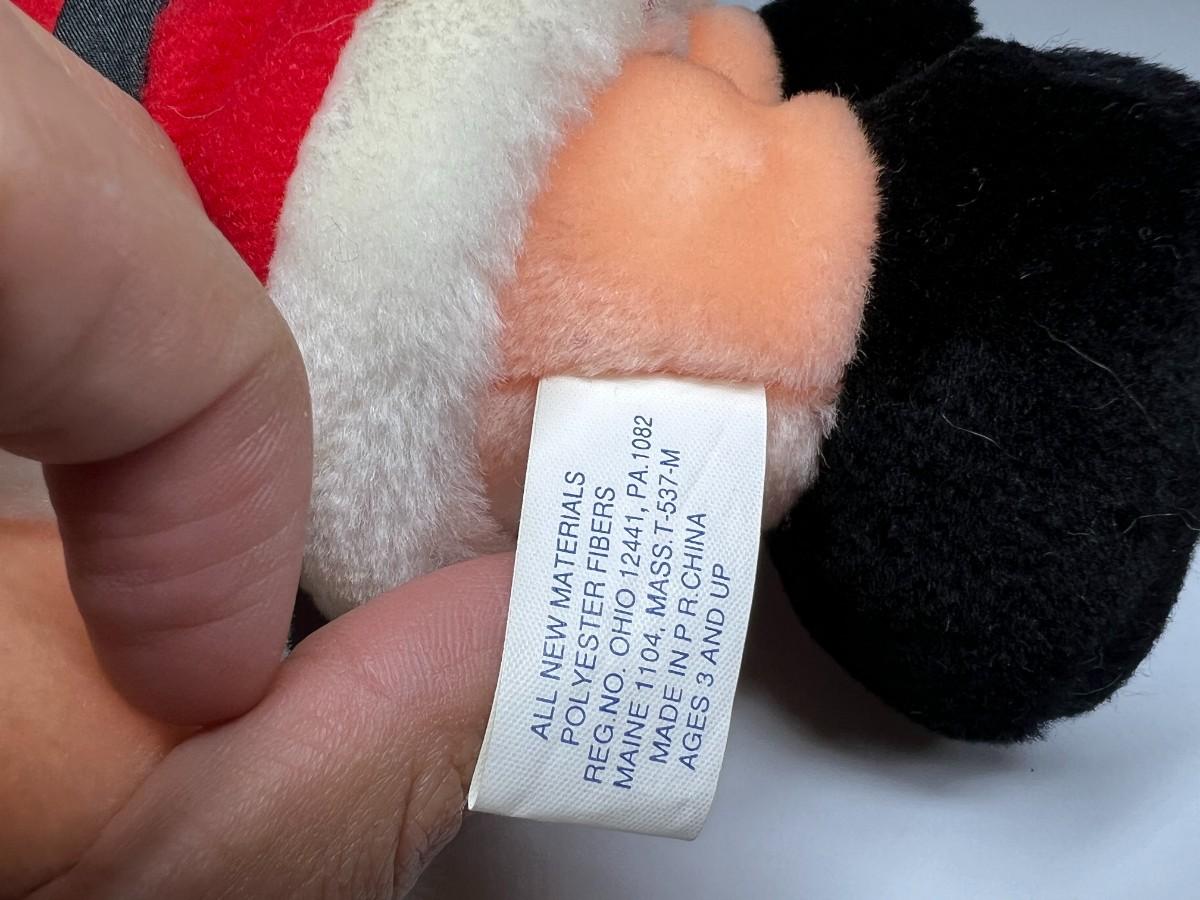 ALL NEW MATERIALS
POLYESTER FIBERS
REG.NO. OHIO 12441, PA.1082
MAINE 1104, MASS.T-537-M
MADE IN P R.CHINA
AGES 3 AND UP